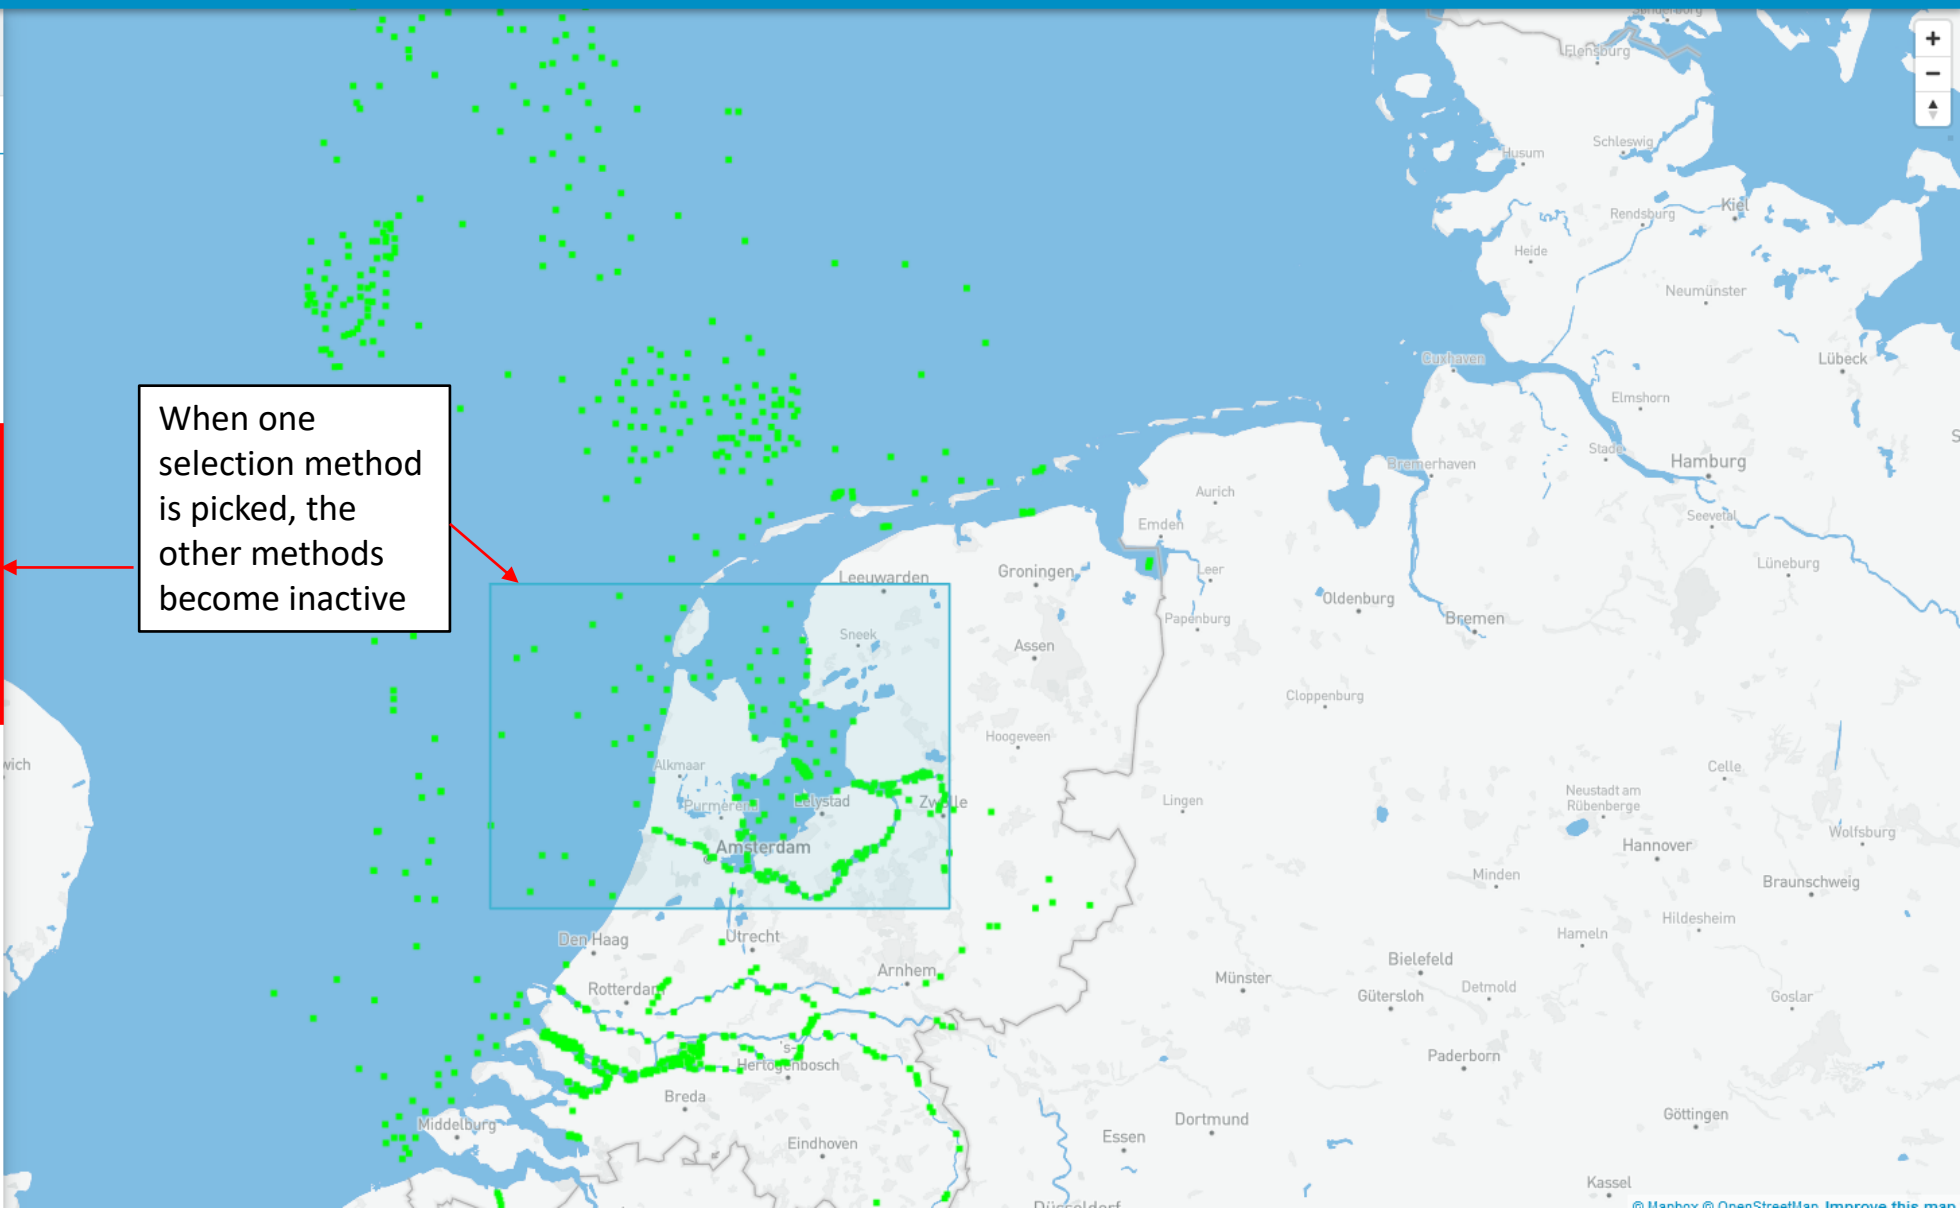 Sønderborg
Flensburg
+
−
Schleswig
Husum
Kiel
Rendsburg
Heide
Neumünster
Cuxhaven
Lübeck
When one
selection method
is picked, the
other methods
become inactive
Elmshorn
Stade
Hamburg
Bremerhaven
Aurich
Seevetal
Emden
Leeuwarden
Groningen
Leer
Lüneburg
Oldenburg
Papenburg
Bremen
Sneek
Assen
Cloppenburg
Hoogeveen
wich
Alkmaar
Celle
Purmerend
Lelystad
Zwolle
Lingen
Neustadt am
Rübenberge
Wolfsburg
Amsterdam
Hannover
Minden
Braunschweig
Hildesheim
Den Haag
Utrecht
Hameln
Arnhem
Bielefeld
Münster
Rotterdam
Gütersloh
Detmold
Goslar
's-
Hertogenbosch
Paderborn
Breda
Middelburg
Dortmund
Göttingen
Eindhoven
Essen
Kassel
Düsseldorf
© Mapbox © OpenStreetMap Improve this map